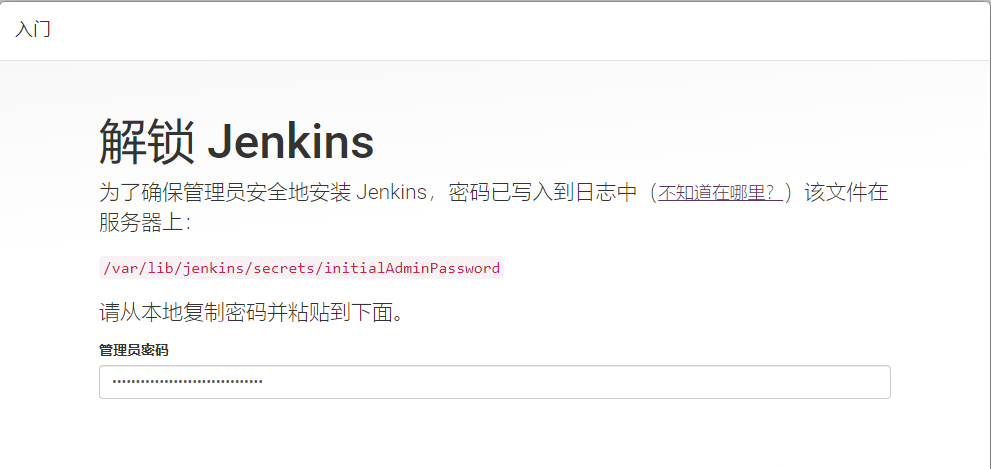 入门
解锁 Jenkins
为了确保管理员安全地安装 Jenkins，密码已写入到日志中（不知道在哪里？）该文件在
服务器上：
/var/lib/jenkins/secrets/initialAdminPassword
请从本地复制密码并粘贴到下面。
管理员密码